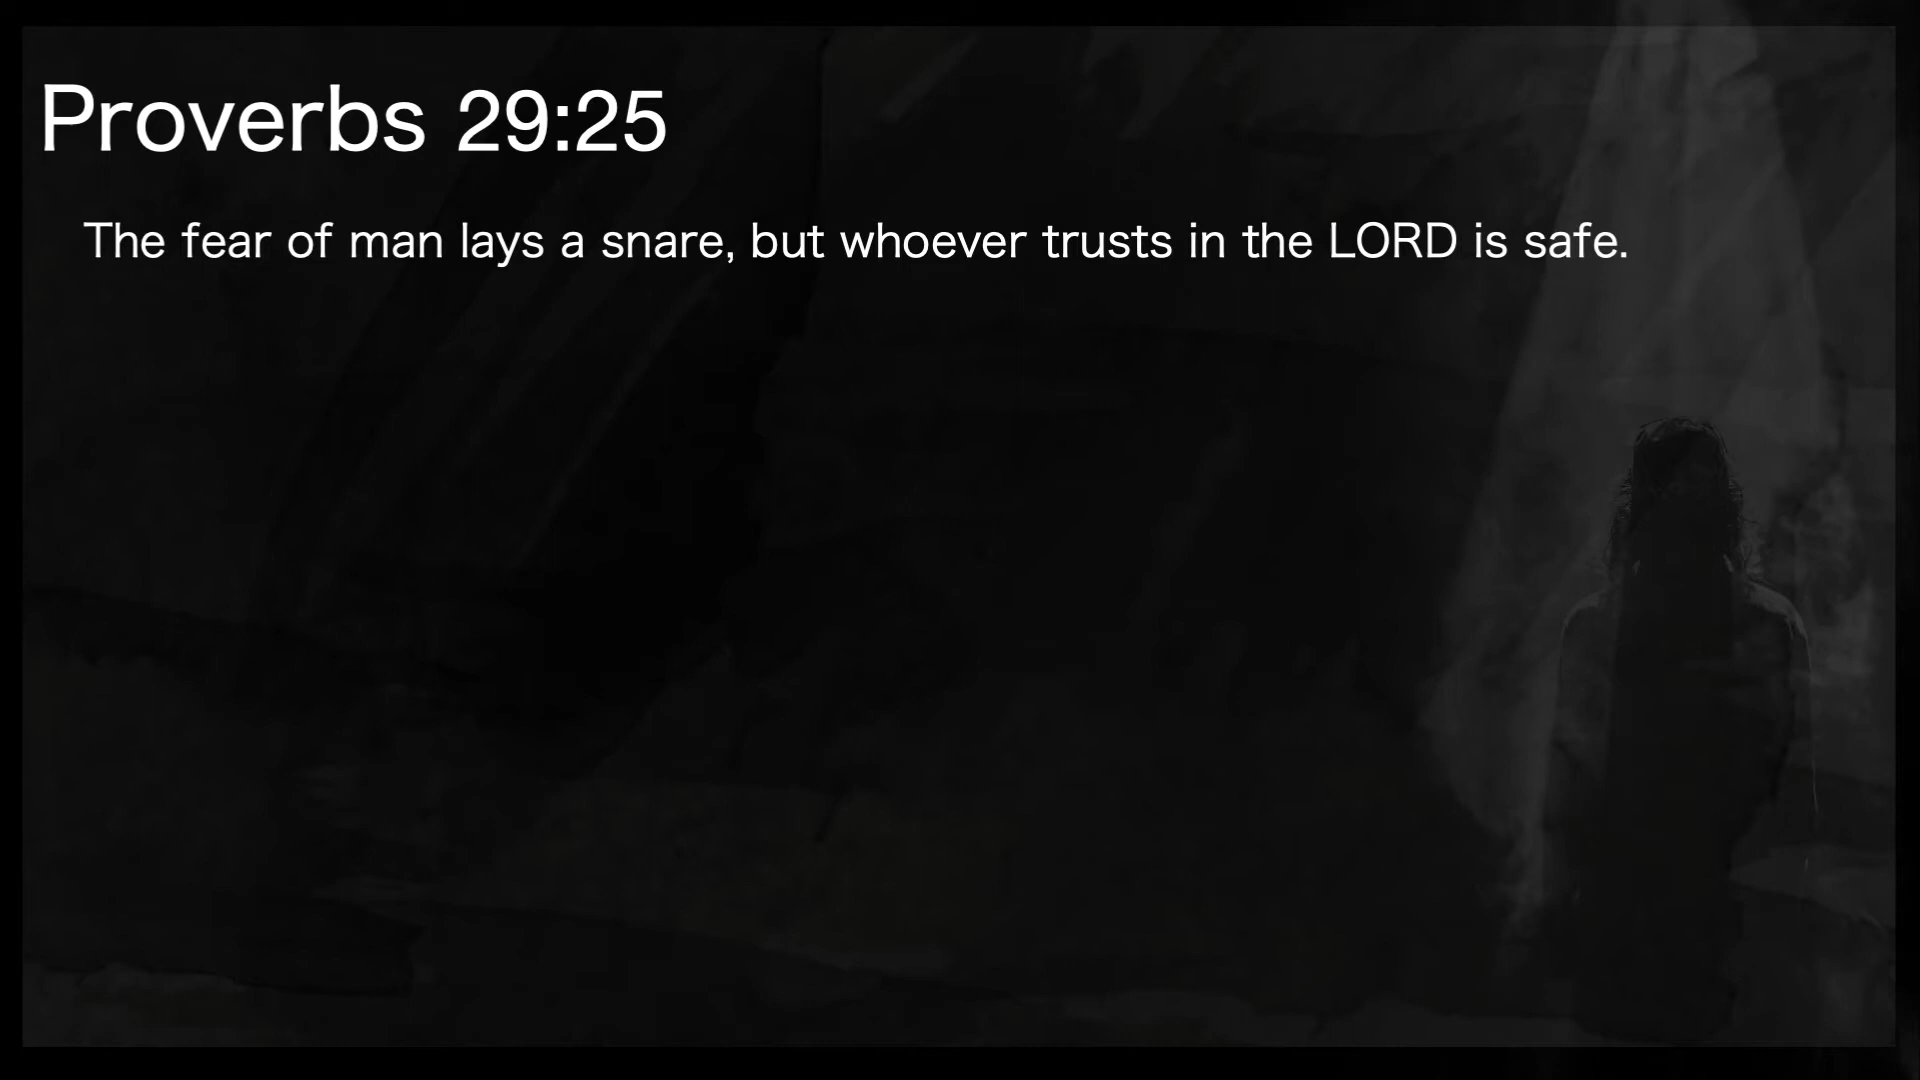 Proverbs 29:25
The fear of man lays a snare, but whoever trusts in the LORD is safe.